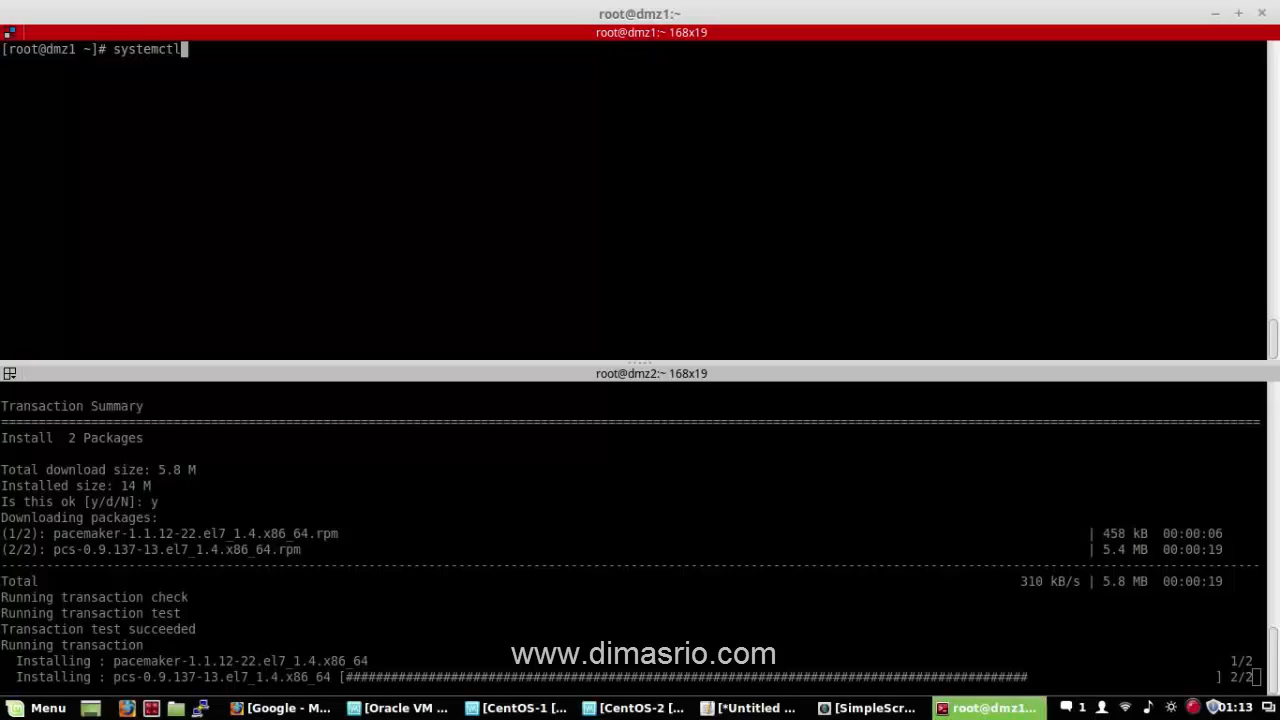 root@dmz1:~
root@dmz1:~ 168x19
[root@dmz1 ~]# systemctl
root@dmz2:~ 168x19
Transaction Summary
================================================================================
Install  2 Packages
Total download size: 5.8 M
Installed size: 14 M
Is this ok [y/d/N]: y
Downloading packages:
(1/2): pacemaker-1.1.12-22.el7_1.4.x86_64.rpm | 458 kB 00:00:06
(2/2): pcs-0.9.137-13.el7_1.4.x86_64.rpm | 5.4 MB 00:00:19
--------------------------------------------------------------------------------
Total 310 kB/s | 5.8 MB 00:00:19
Running transaction check
Running transaction test
Transaction test succeeded
Running transaction
www.dimasrio.com
Installing : pacemaker-1.1.12-22.el7_1.4.x86_64 1/2
Installing : pcs-0.9.137-13.el7_1.4.x86_64 [########################################################################################### ] 2/2
Menu [Google - M... [Oracle VM ... [CentOS-1 [... [CentOS-2 [... [*Untitled ... [SimpleScr... root@dmz1... 1 01:13